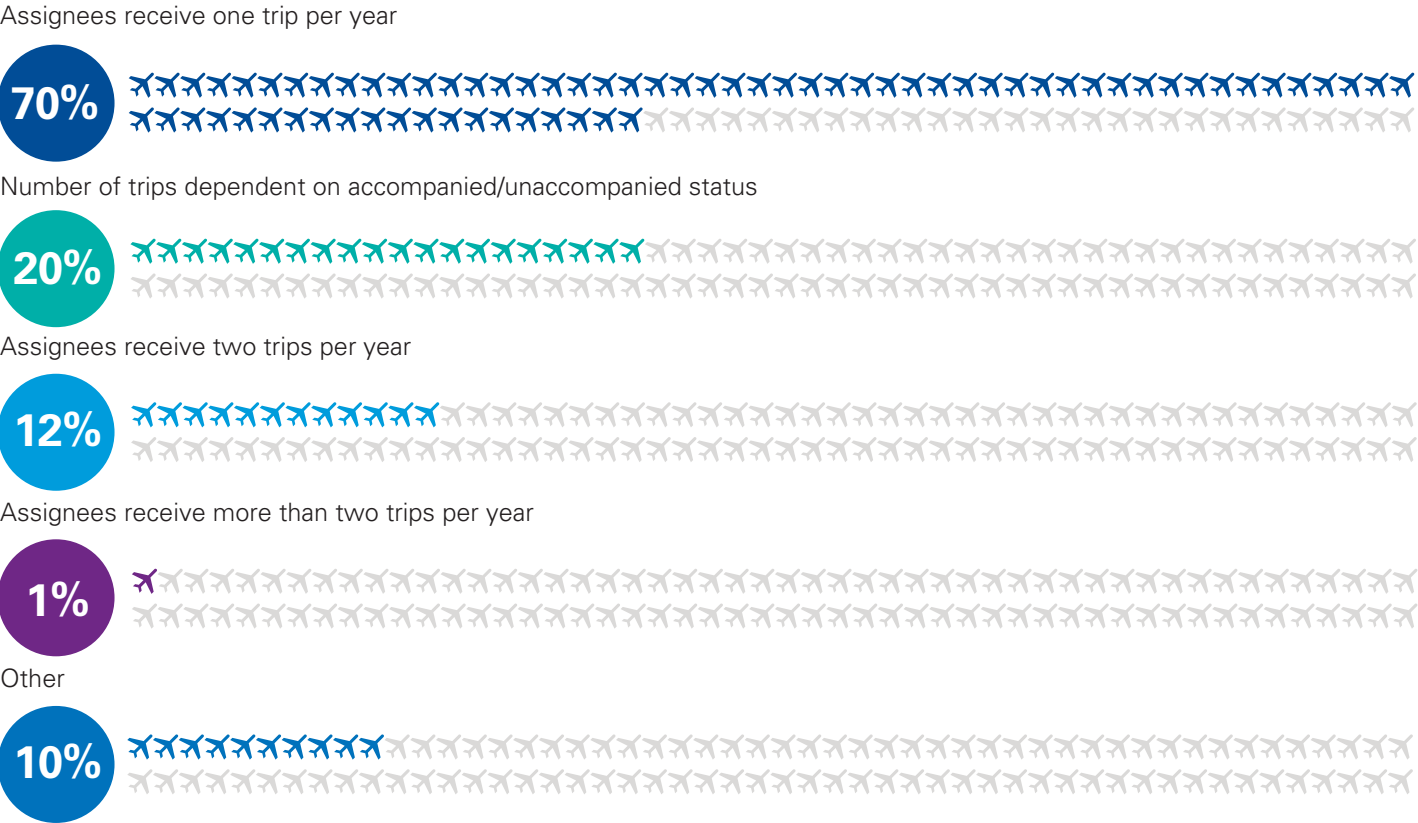 Assignees receive one trip per year
70%
Number of trips dependent on accompanied/unaccompanied status
20%
Assignees receive two trips per year
12%
Assignees receive more than two trips per year
1%
Other
10%